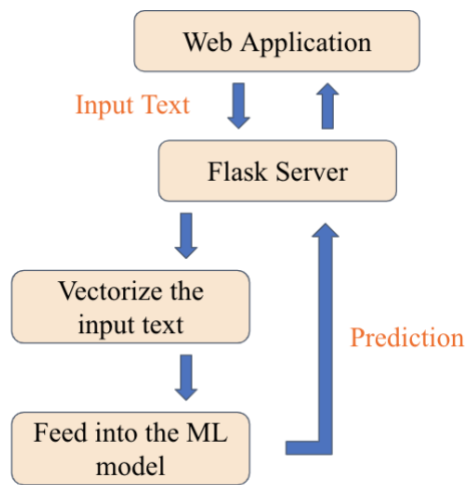 Web Application
Input Text
Flask Server
Vectorize the
input text
Prediction
Feed into the ML
model